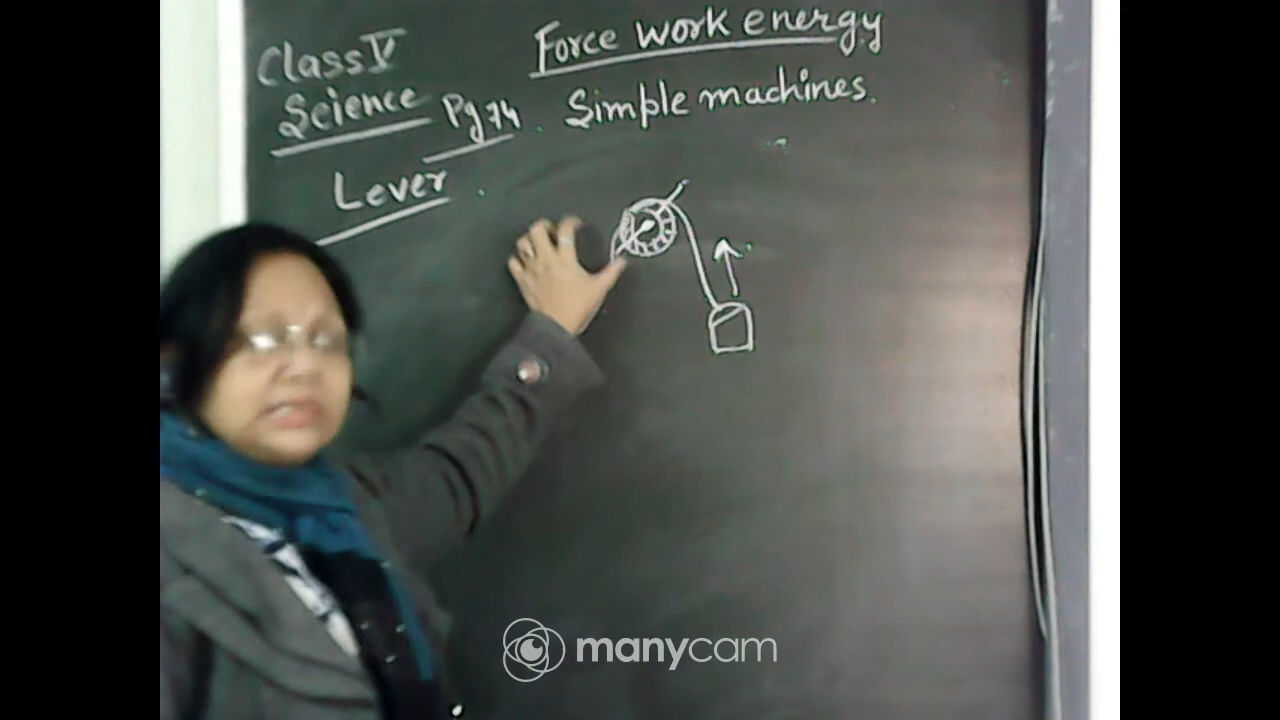 Force work energy
Class V
Science Pg 74. Simple machines.
Lever.
manycam